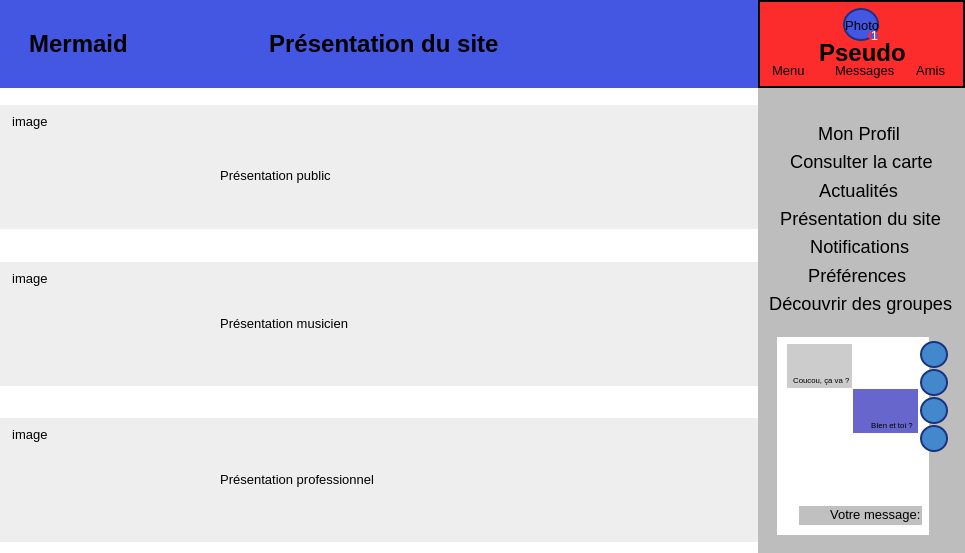 Mermaid
Présentation du site
Photo
1
Pseudo
Menu
Messages
Amis
image
Présentation public
image
Présentation musicien
image
Présentation professionnel
Mon Profil
Consulter la carte
Actualités
Présentation du site
Notifications
Préférences
Découvrir des groupes
Coucou, ça va ?
Bien et toi ?
Votre message: